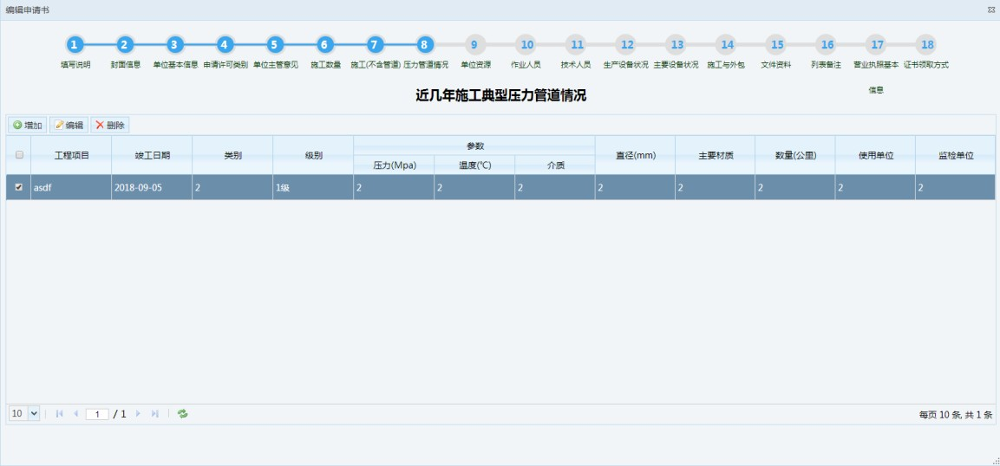 编辑申请书
1 2 3 4 5 6 7 8 9 10 11 12 13 14 15 16 17 18
填写说明 封面信息 单位基本信息 申请许可类别 单位主管意见 施工数量 施工(不含管道) 压力管道情况 单位资源 作业人员 技术人员 生产设备状况 主要设备状况 施工与外包 文件资料 列表备注 营业执照基本信息 证书领取方式
近几年施工典型压力管道情况
增加 编辑 删除
工程项目 竣工日期 类别 级别 参数 直径(mm) 主要材质 数量(公里) 使用单位 监检单位
压力(Mpa) 温度(℃) 介质
asdf 2018-09-05 2 1级 2 2 2 2 2 2 2 2
10 1 / 1 每页 10 条, 共 1 条